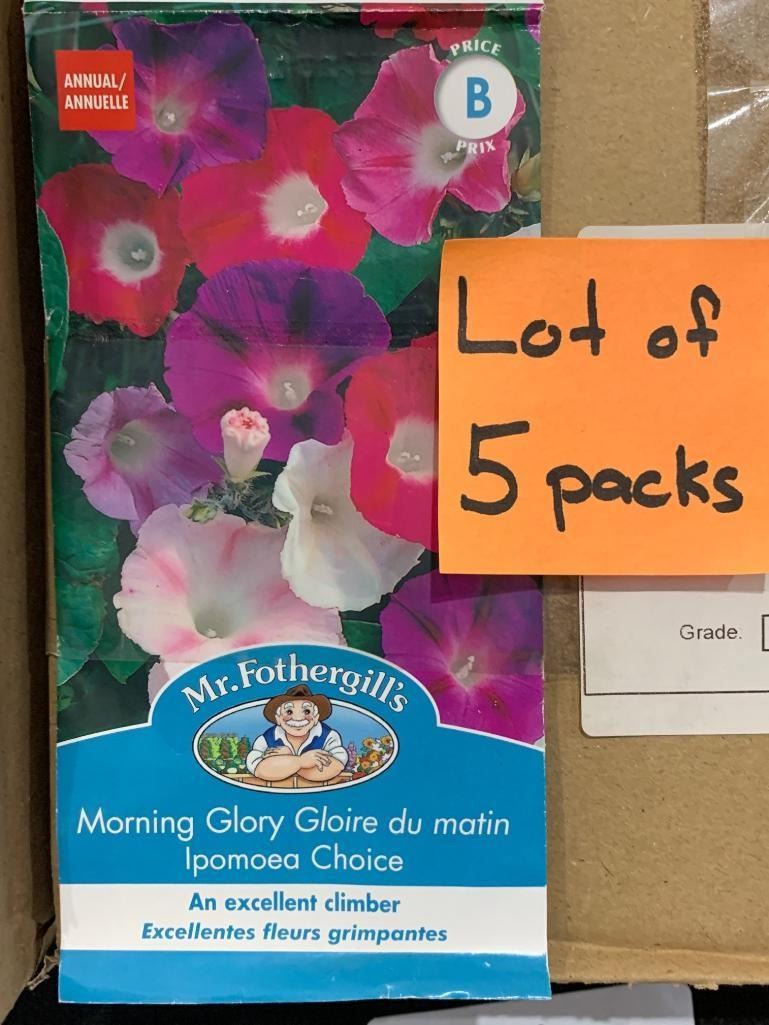 ANNUAL/
ANNUELLE
PRICE
B
PRIX
Lot of
5 packs
Grade.
Mr.Fothergill's
Morning Glory Gloire du matin
Ipomoea Choice
An excellent climber
Excellentes fleurs grimpantes